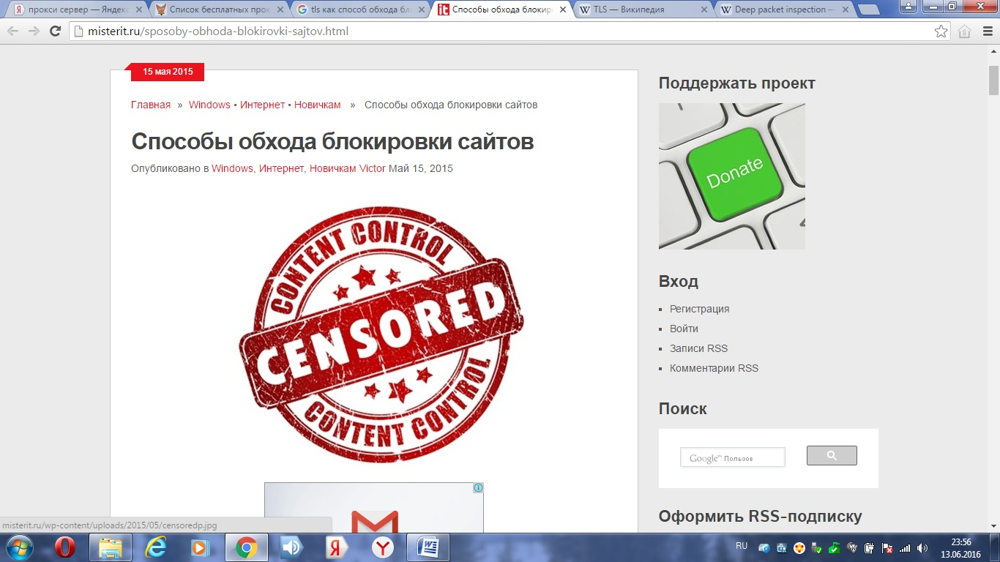 прокси сервер — Яндекс
Список бесплатных прок
tls как способ обхода бл
Способы обхода блокир
TLS — Википедия
Deep packet inspection —
misterit.ru/sposoby-obhoda-blokirovki-sajtov.html
15 мая 2015
Главная » Windows • Интернет • Новичкам » Способы обхода блокировки сайтов
Способы обхода блокировки сайтов
Опубликовано в Windows, Интернет, Новичкам Victor Май 15, 2015
CONTENT CONTROL
CENSORED
CONTENT CONTROL
Поддержать проект
Donate
Вход
Регистрация
Войти
Записи RSS
Комментарии RSS
Поиск
Google™ Пользов
Оформить RSS-подписку
misterit.ru/wp-content/uploads/2015/05/censoredp.jpg
RU
23:56
13.06.2016